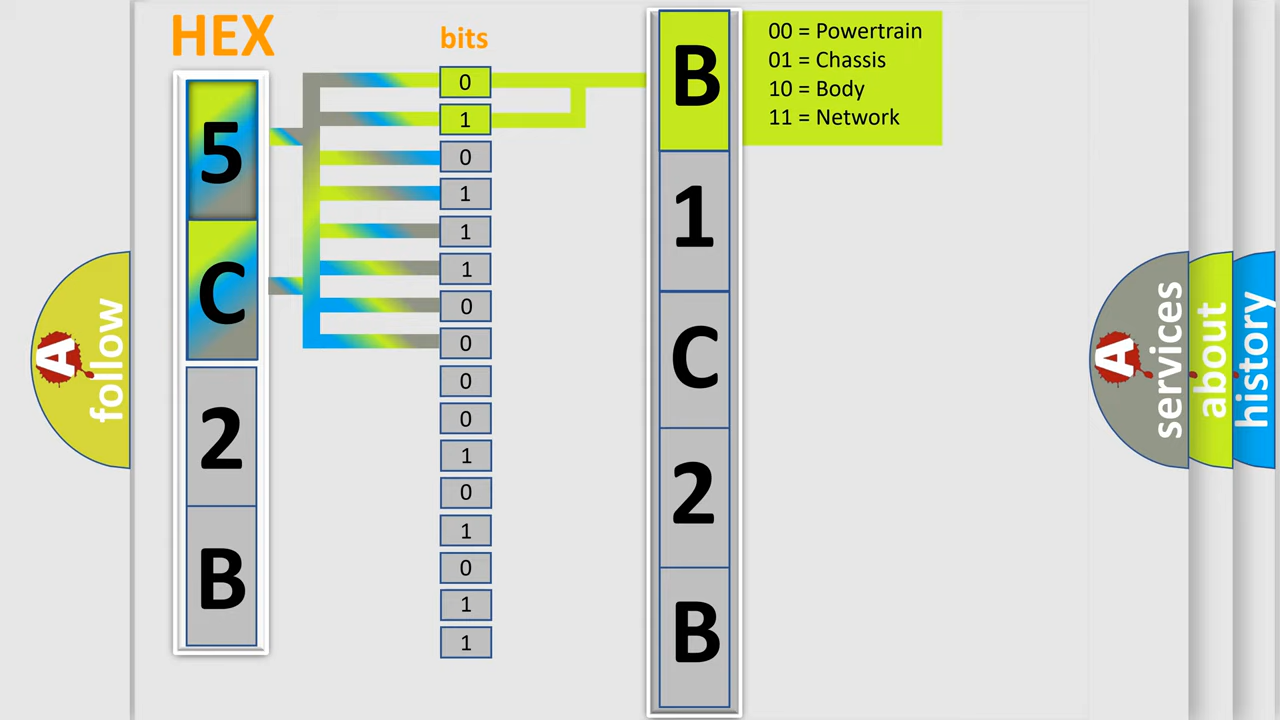 HEX
5
C
2
B
bits
0
1
0
1
1
1
0
0
0
0
1
0
1
0
1
1
B
1
C
2
B
00 = Powertrain
01 = Chassis
10 = Body
11 = Network
A
follow
A
services
about
history